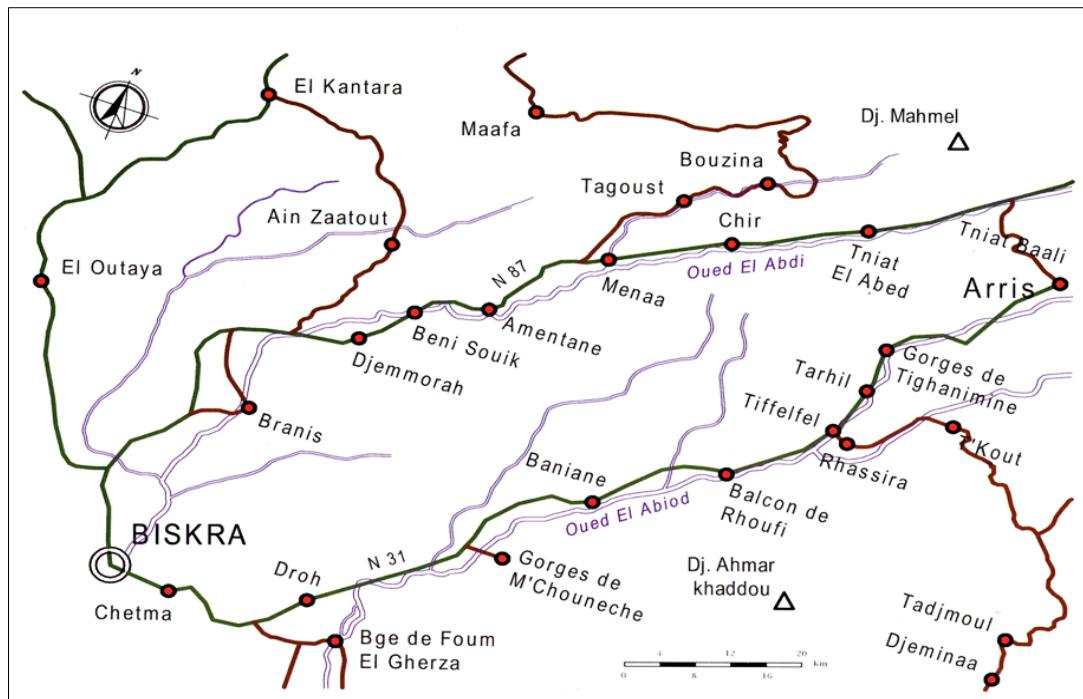 N
El Kantara
Maafa
Dj. Mahmel
Bouzina
Tagoust
Ain Zaatout
Chir
El Outaya
N 87
Oued El Abdi
Tniat
El Abed
Tniat Baali
Menaa
Arris
Amentane
Beni Souik
Djemmorah
Gorges de
Tighanimine
Tarhil
Tiffelfel
Branis
T'Kout
Rhassira
Baniane
Balcon de
Rhoufi
Oued El Abiod
BISKRA
N 31
Gorges de
M'Chouneche
Droh
Dj. Ahmar
khaddou
Chetma
Tadjmoul
Bge de Foum
El Gherza
Djeminaa
4 12 20
0 8 16 km